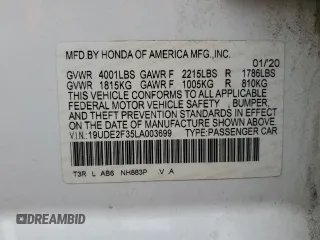 MFD.BY HONDA OF AMERICA MFG.,INC.
01/20
GVWR 4001LBS GAWR F 2215LBS R 1786LBS
GVWR 1815KG GAWR F 1005KG R 810KG
THIS VEHICLE CONFORMS TO ALL APPLICABLE
FEDERAL MOTOR VEHICLE SAFETY, BUMPER,
AND THEFT PREVENTION STANDARDS IN EFFECT ON
THE DATE OF MANUFACTURE SHOWN ABOVE.
V.I.N:19UDE2F35LA003699 TYPE:PASSENGER CAR
T3R L AB6 NH883P V A
DREAMBID